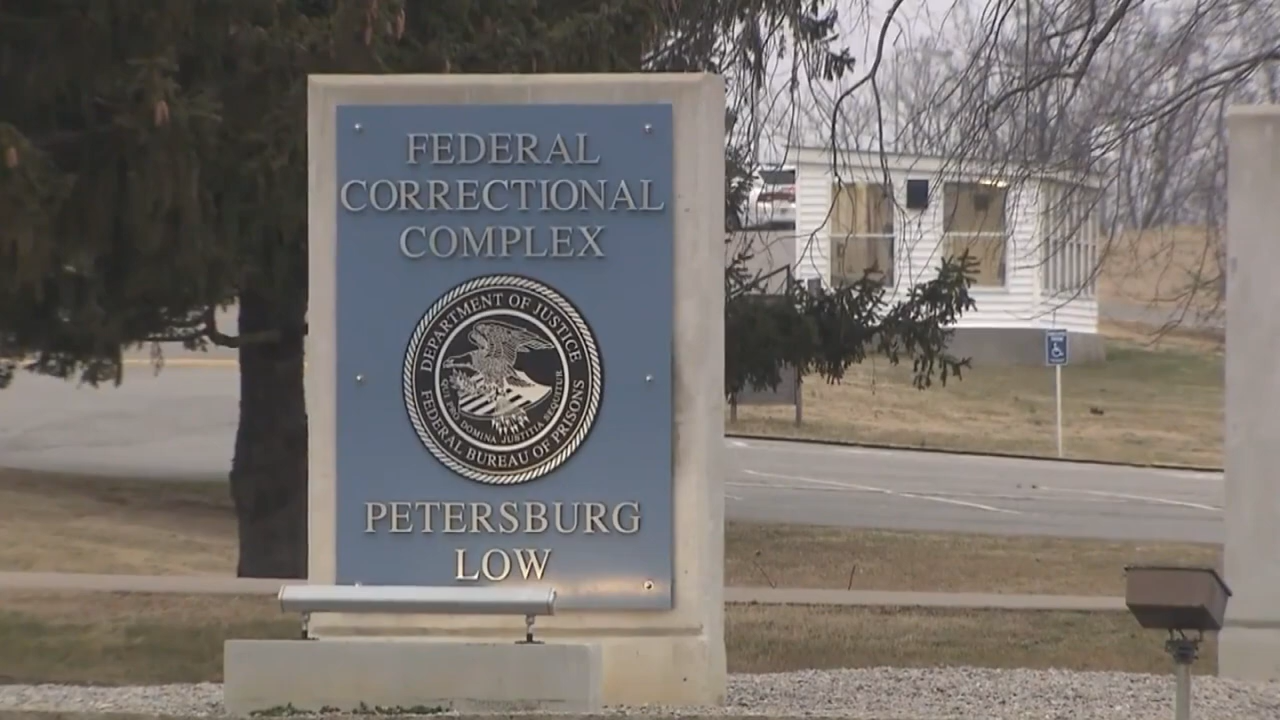 FEDERAL
CORRECTIONAL
COMPLEX
DEPARTMENT OF JUSTICE
QUI PRO DOMINA JUSTITIA SEQUITUR
FEDERAL BUREAU OF PRISONS
PETERSBURG
LOW